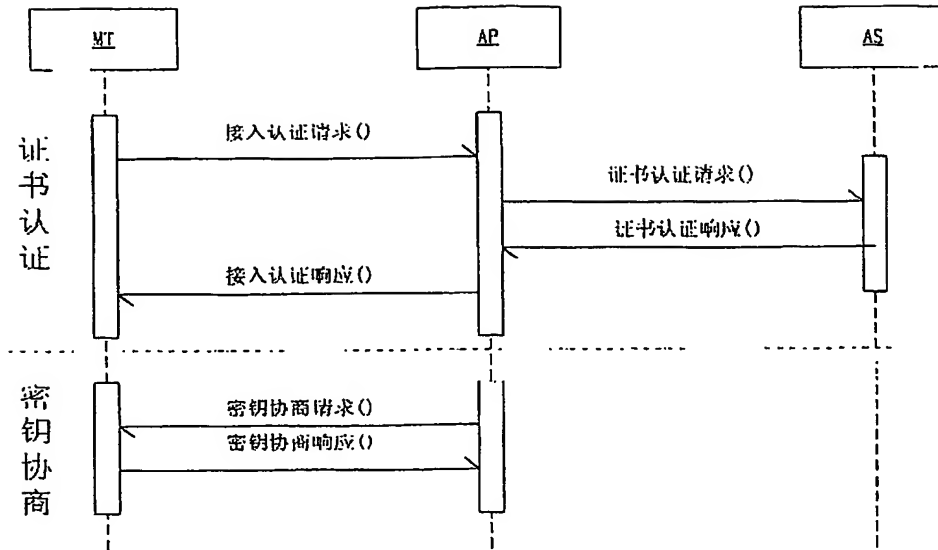 MT
AP
AS
证书认证
接入认证请求()
证书认证请求()
证书认证响应()
接入认证响应()
密钥协商
密钥协商请求()
密钥协商响应()